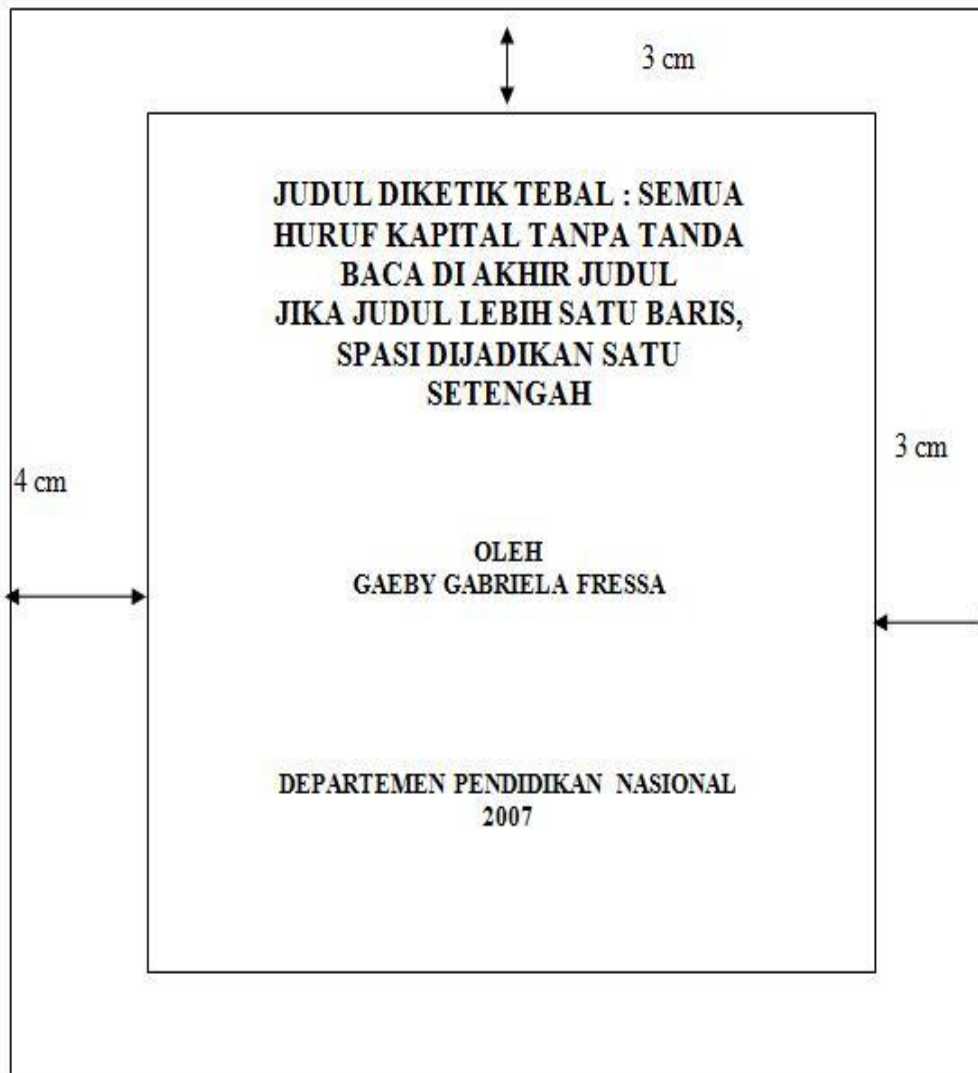 3 cm
JUDUL DIKETIK TEBAL : SEMUA
HURUF KAPITAL TANPA TANDA
BACA DI AKHIR JUDUL
JIKA JUDUL LEBIH SATU BARIS,
SPASI DIJADIKAN SATU
SETENGAH
3 cm
4 cm
OLEH
GAEBY GABRIELA FRESSA
DEPARTEMEN PENDIDIKAN NASIONAL
2007